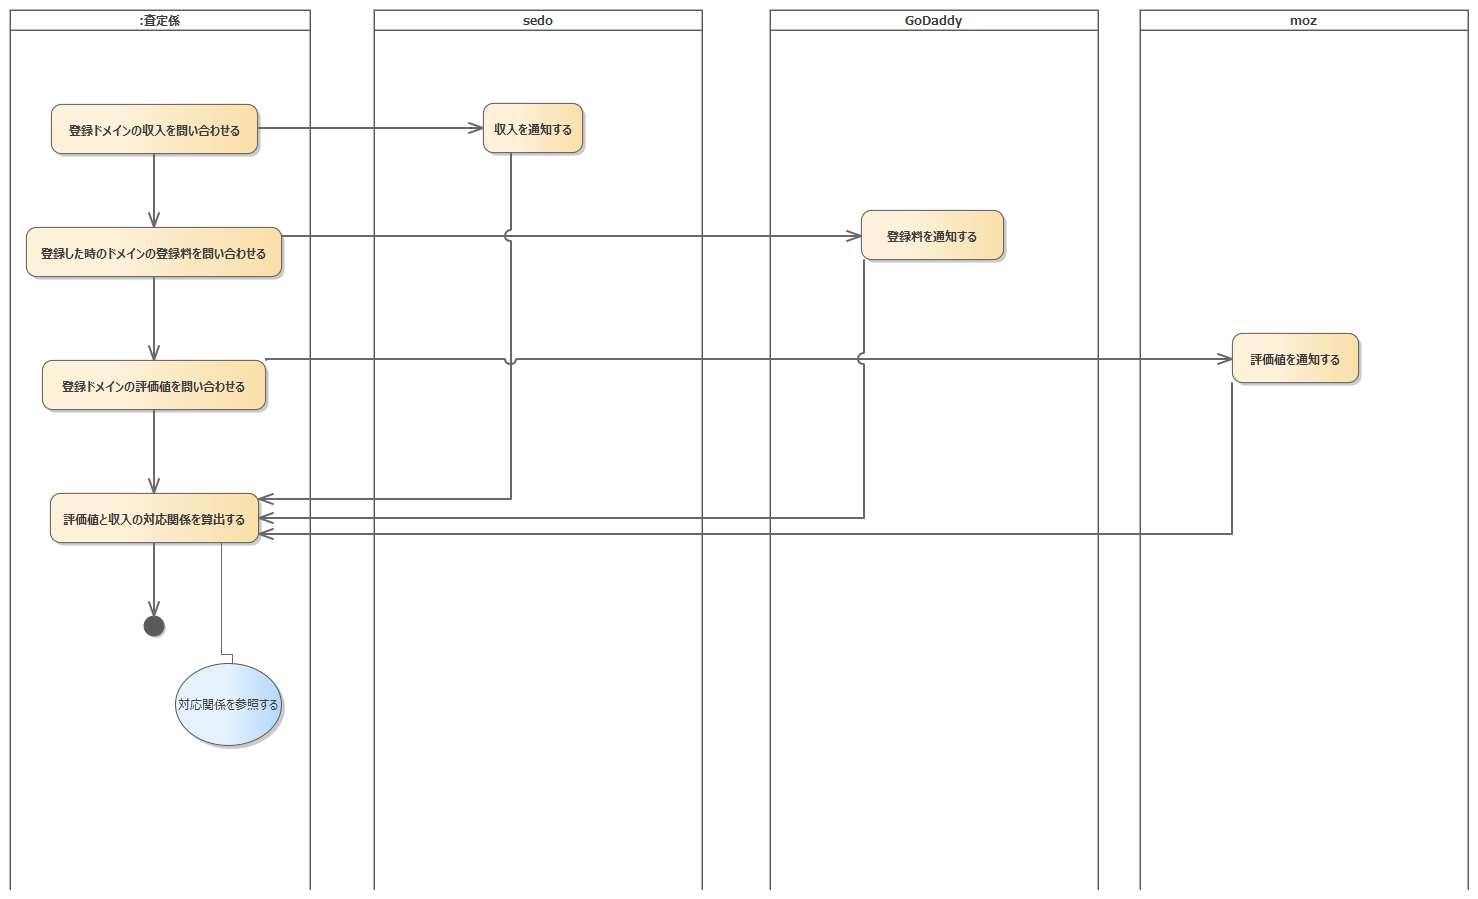 :査定係
sedo
GoDaddy
moz
登録ドメインの収入を問い合わせる
収入を通知する
登録した時のドメインの登録料を問い合わせる
登録料を通知する
登録ドメインの評価値を問い合わせる
評価値を通知する
評価値と収入の対応関係を算出する
対応関係を参照する